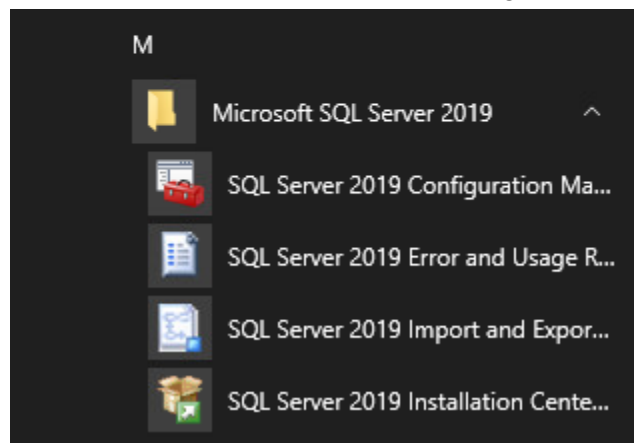 M
Microsoft SQL Server 2019
SQL Server 2019 Configuration Ma...
SQL Server 2019 Error and Usage R...
SQL Server 2019 Import and Expor...
SQL Server 2019 Installation Cente...